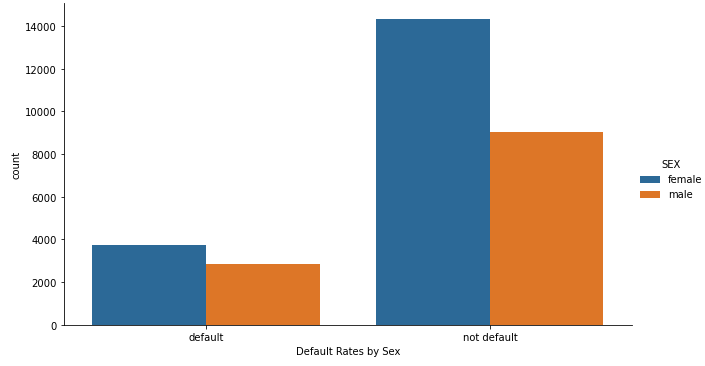 14000
12000
10000
8000
6000
4000
2000
0
count
default
not default
Default Rates by Sex
SEX
female
male